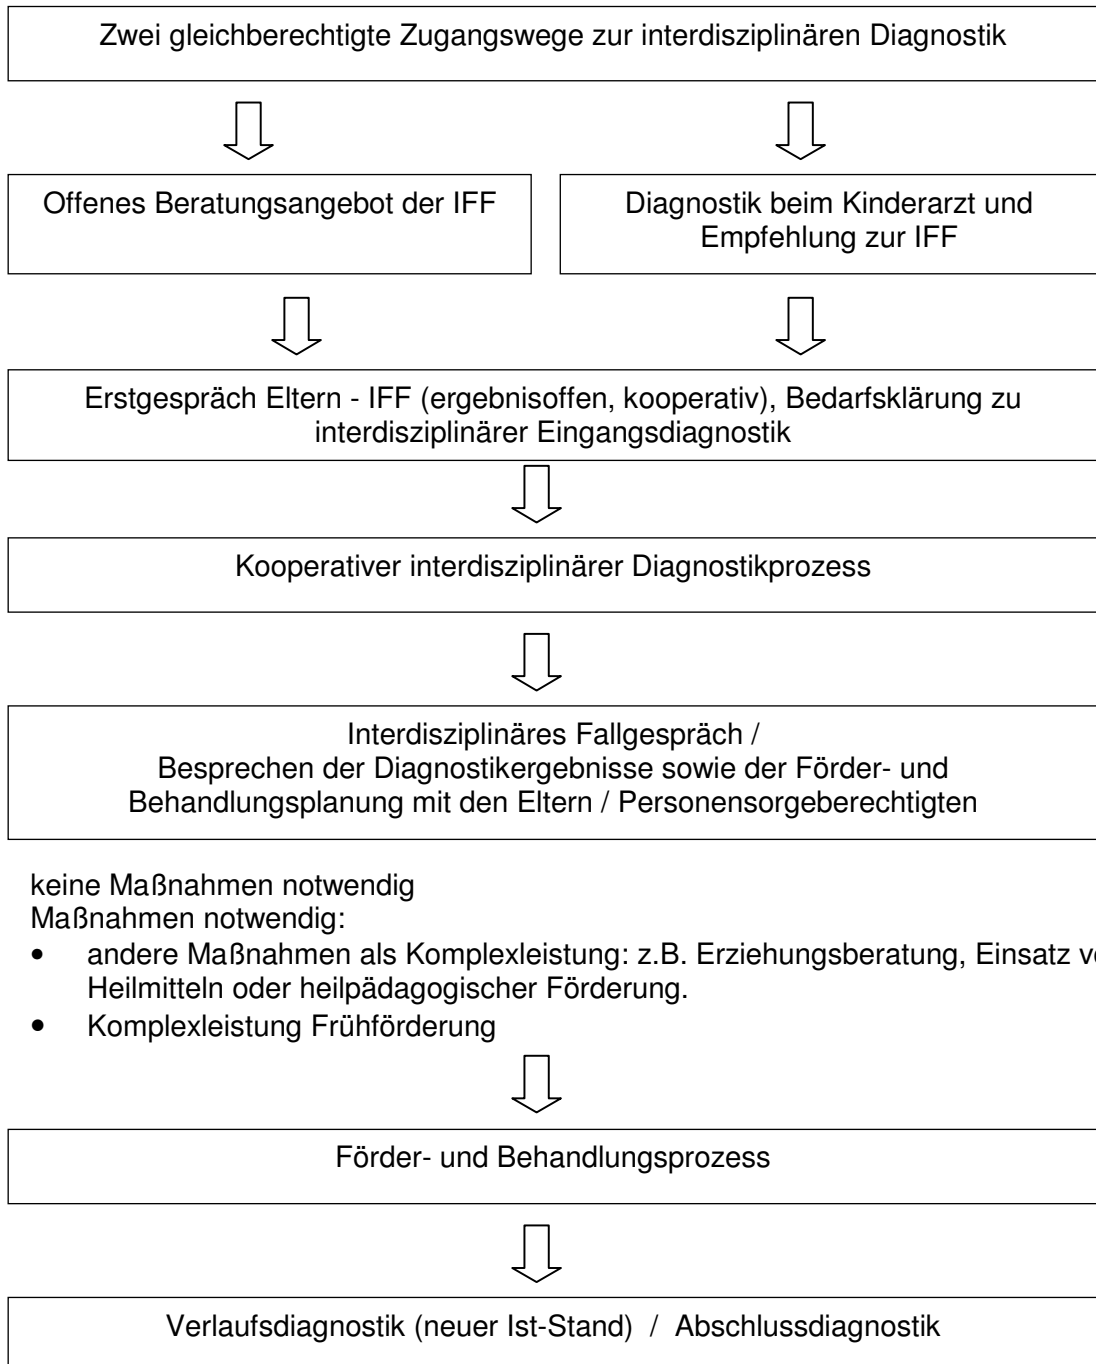 Zwei gleichberechtigte Zugangswege zur interdisziplinären Diagnostik
Offenes Beratungsangebot der IFF
Diagnostik beim Kinderarzt und
Empfehlung zur IFF
Erstgespräch Eltern - IFF (ergebnisoffen, kooperativ), Bedarfsklärung zu
interdisziplinärer Eingangsdiagnostik
Kooperativer interdisziplinärer Diagnostikprozess
Interdisziplinäres Fallgespräch /
Besprechen der Diagnostikergebnisse sowie der Förder- und
Behandlungsplanung mit den Eltern / Personensorgeberechtigten
keine Maßnahmen notwendig
Maßnahmen notwendig:
• andere Maßnahmen als Komplexleistung: z.B. Erziehungsberatung, Einsatz
Heilmitteln oder heilpädagogischer Förderung.
• Komplexleistung Frühförderung
Förder- und Behandlungsprozess
Verlaufsdiagnostik (neuer Ist-Stand) / Abschlussdiagnostik